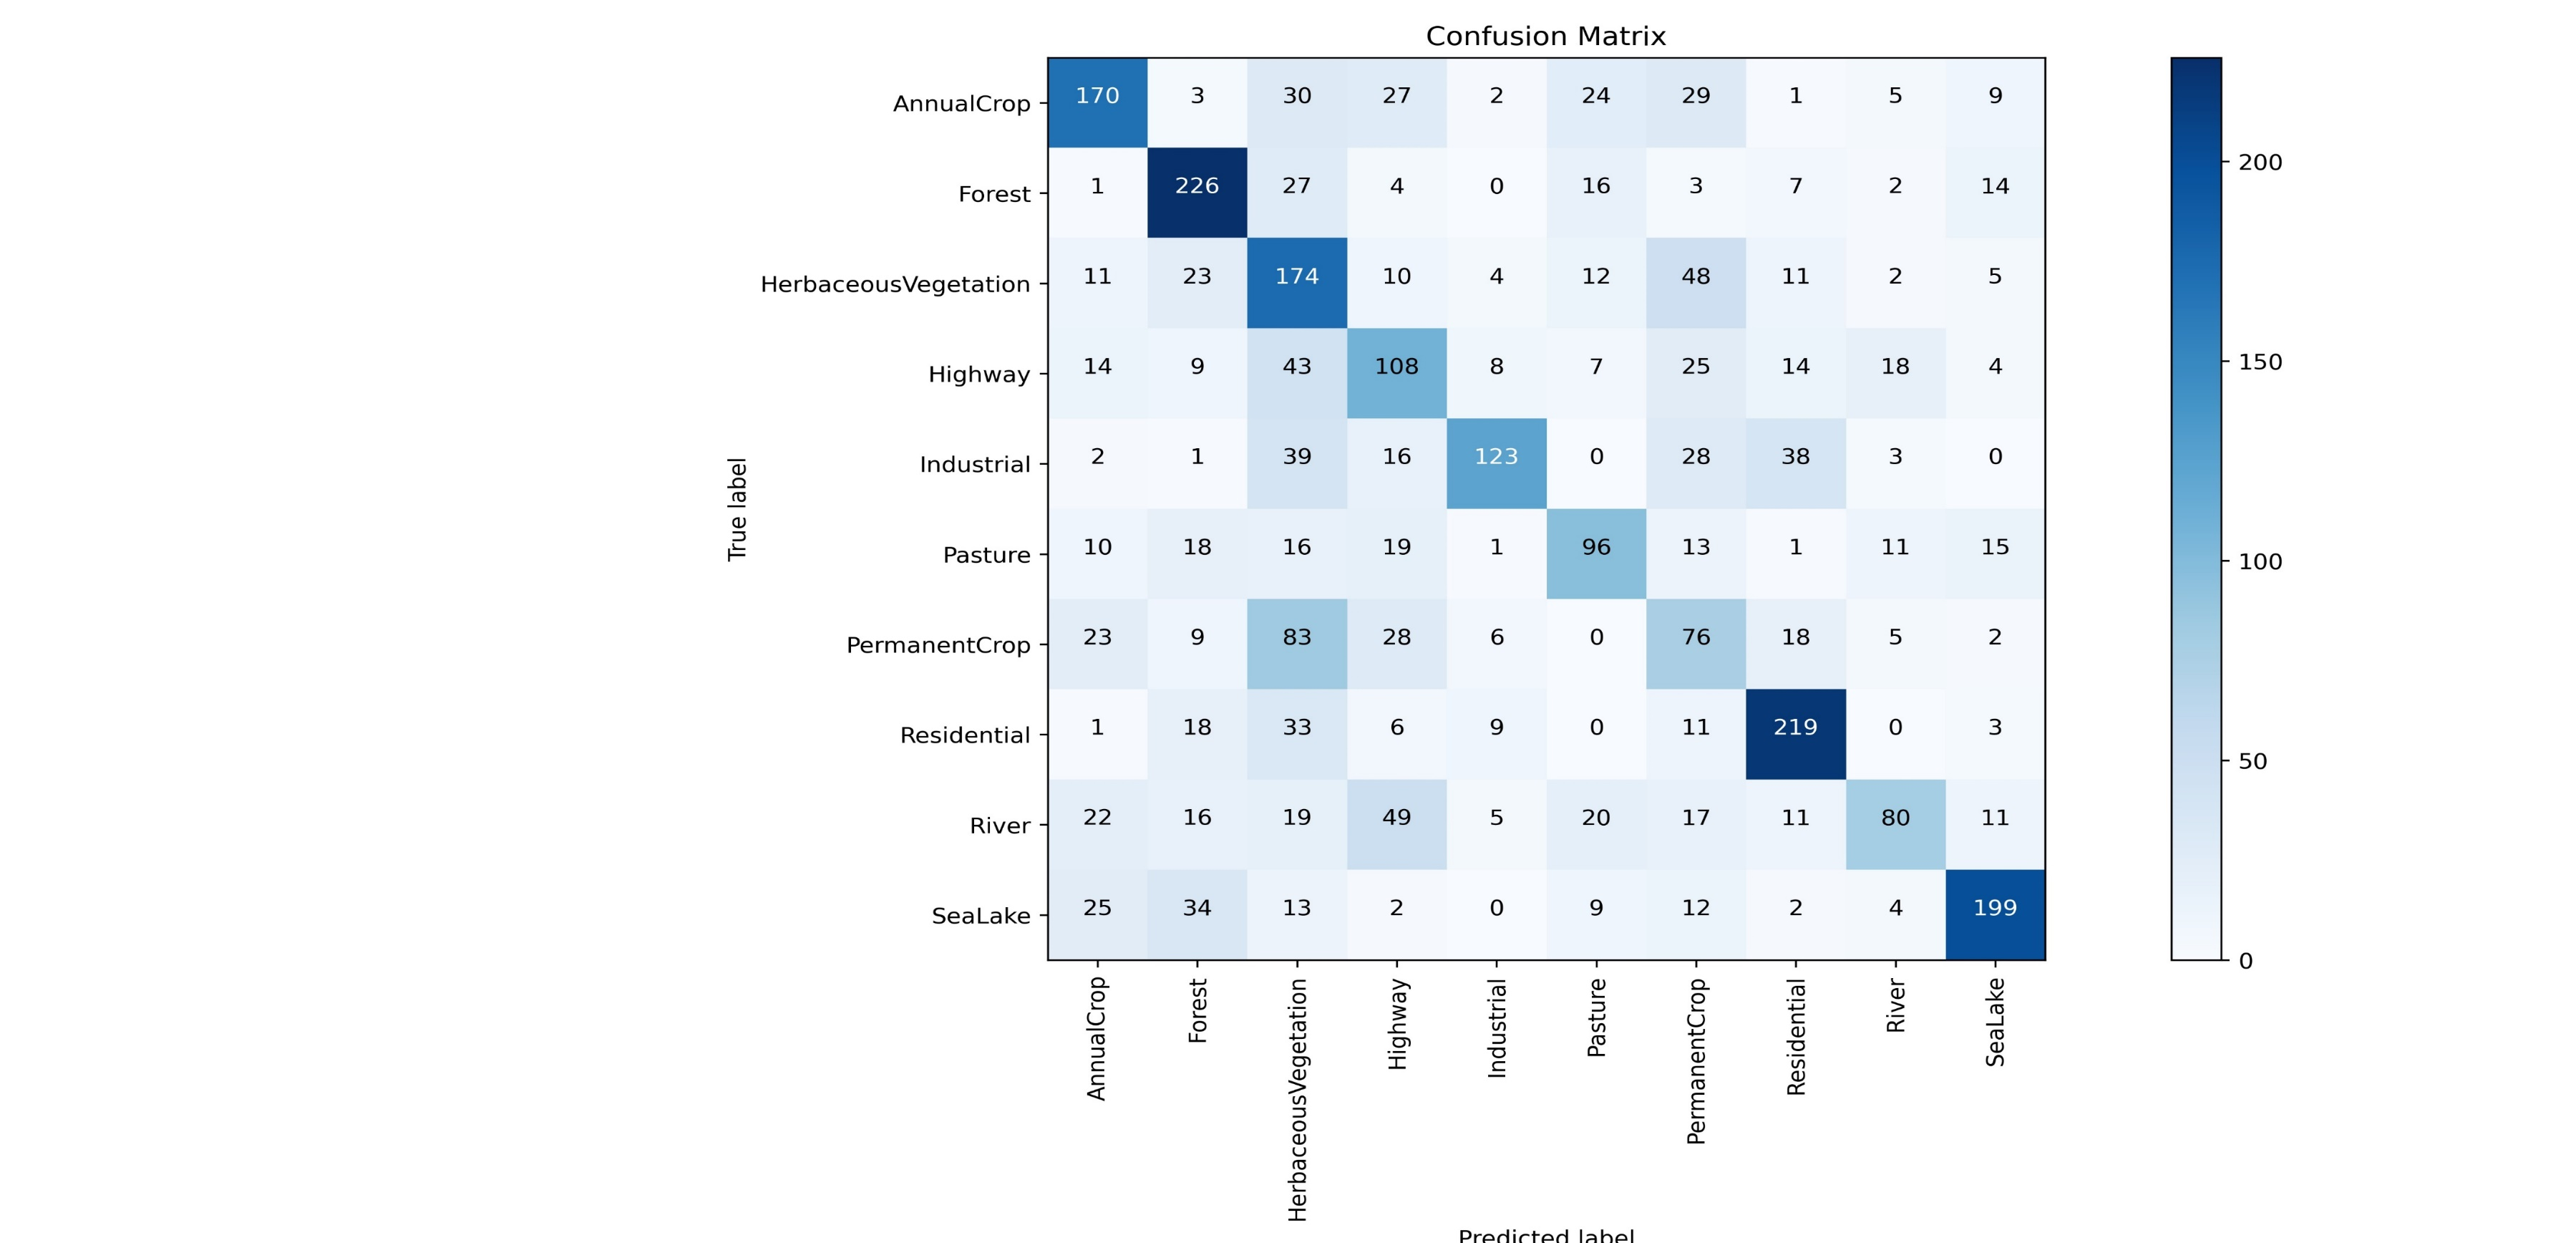 Confusion Matrix
AnnualCrop 170 3 30 27 2 24 29 1 5 9
Forest 1 226 27 4 0 16 3 7 2 14
HerbaceousVegetation 11 23 174 10 4 12 48 11 2 5
Highway 14 9 43 108 8 7 25 14 18 4
Industrial 2 1 39 16 123 0 28 38 3 0
Pasture 10 18 16 19 1 96 13 1 11 15
PermanentCrop 23 9 83 28 6 0 76 18 5 2
Residential 1 18 33 6 9 0 11 219 0 3
River 22 16 19 49 5 20 17 11 80 11
SeaLake 25 34 13 2 0 9 12 2 4 199
True label
AnnualCrop
Forest
HerbaceousVegetation
Highway
Industrial
Pasture
PermanentCrop
Residential
River
SeaLake
Predicted label
200
150
100
50
0